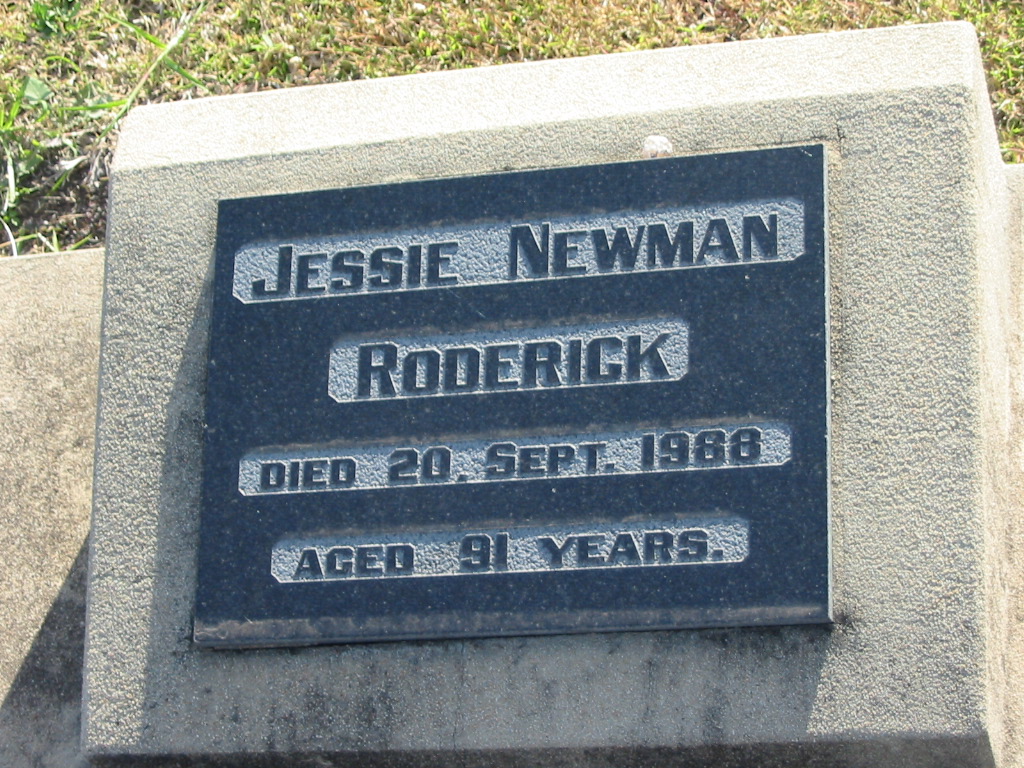 JESSIE NEWMAN
RODERICK
DIED 20. SEPT. 1988
AGED 91 YEARS.